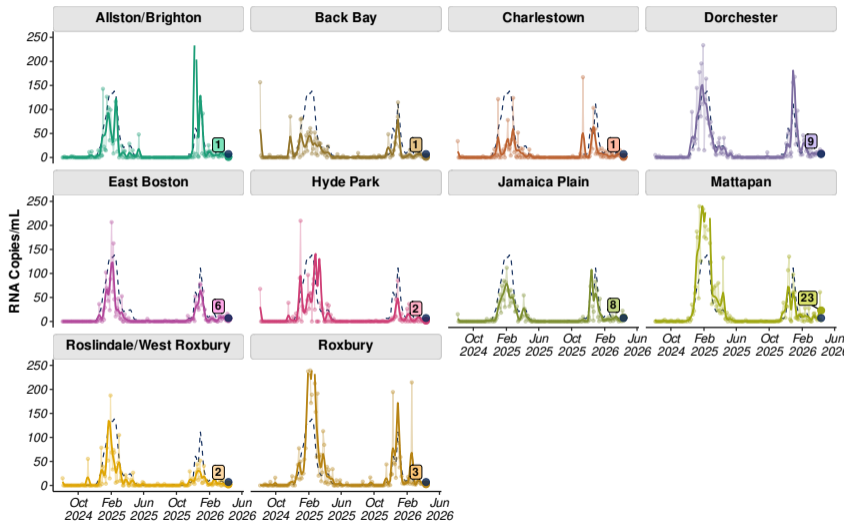 Allston/Brighton Back Bay Charlestown Dorchester
250
200
150
100
50
0
1 1 1 9
East Boston Hyde Park Jamaica Plain Mattapan
RNA Copies/mL
250
200
150
100
50
0
6 2 8 23
Oct Feb Jun Oct Feb Jun Oct Feb Jun Oct Feb Jun
2024 2025 2025 2025 2026 2026 2024 2025 2025 2025 2026 2026
Roslindale/West Roxbury Roxbury
250
200
150
100
50
0
2 3
Oct Feb Jun Oct Feb Jun Oct Feb Jun Oct Feb Jun
2024 2025 2025 2025 2026 2026 2024 2025 2025 2025 2026 2026